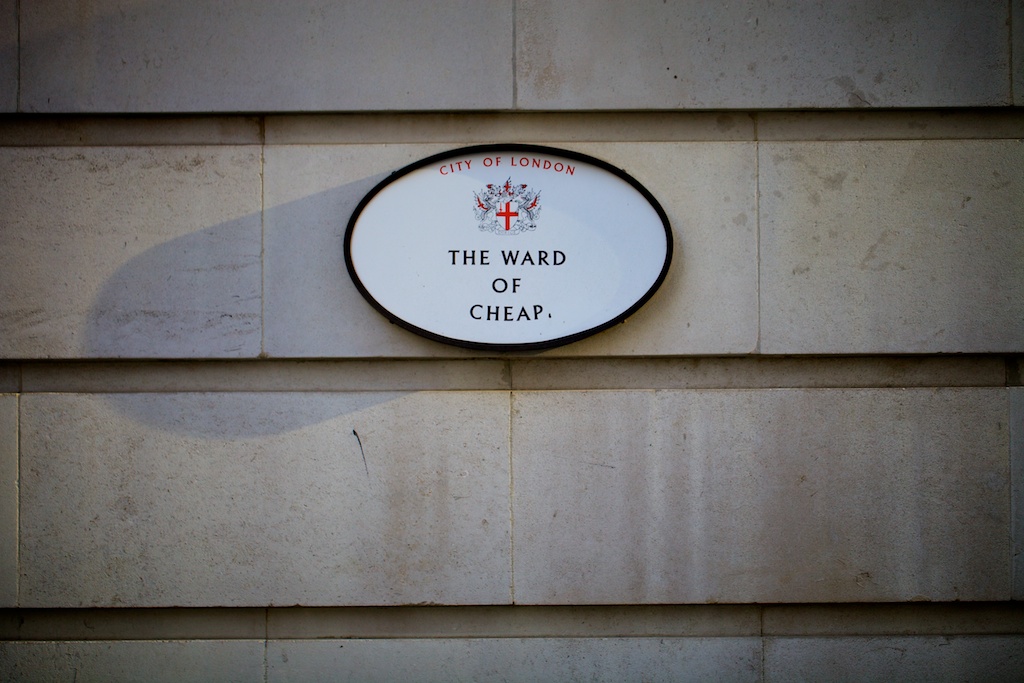 CITY OF LONDON
THE WARD
OF
CHEAP.